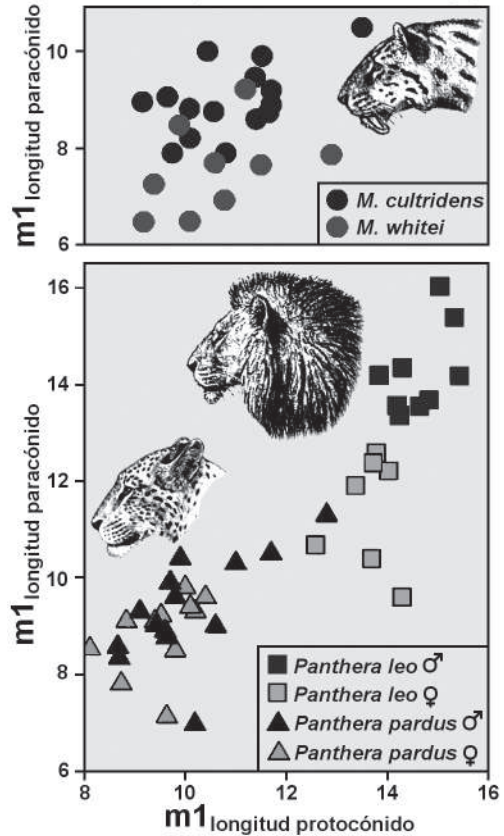 10
8
6
m1longitud paracónido
M. cultridens
M. whitei
16
14
12
10
8
6
m1longitud paracónido
Panthera leo ♂
Panthera leo ♀
Panthera pardus ♂
Panthera pardus ♀
8 10 12 14 16
m1longitud protocónido